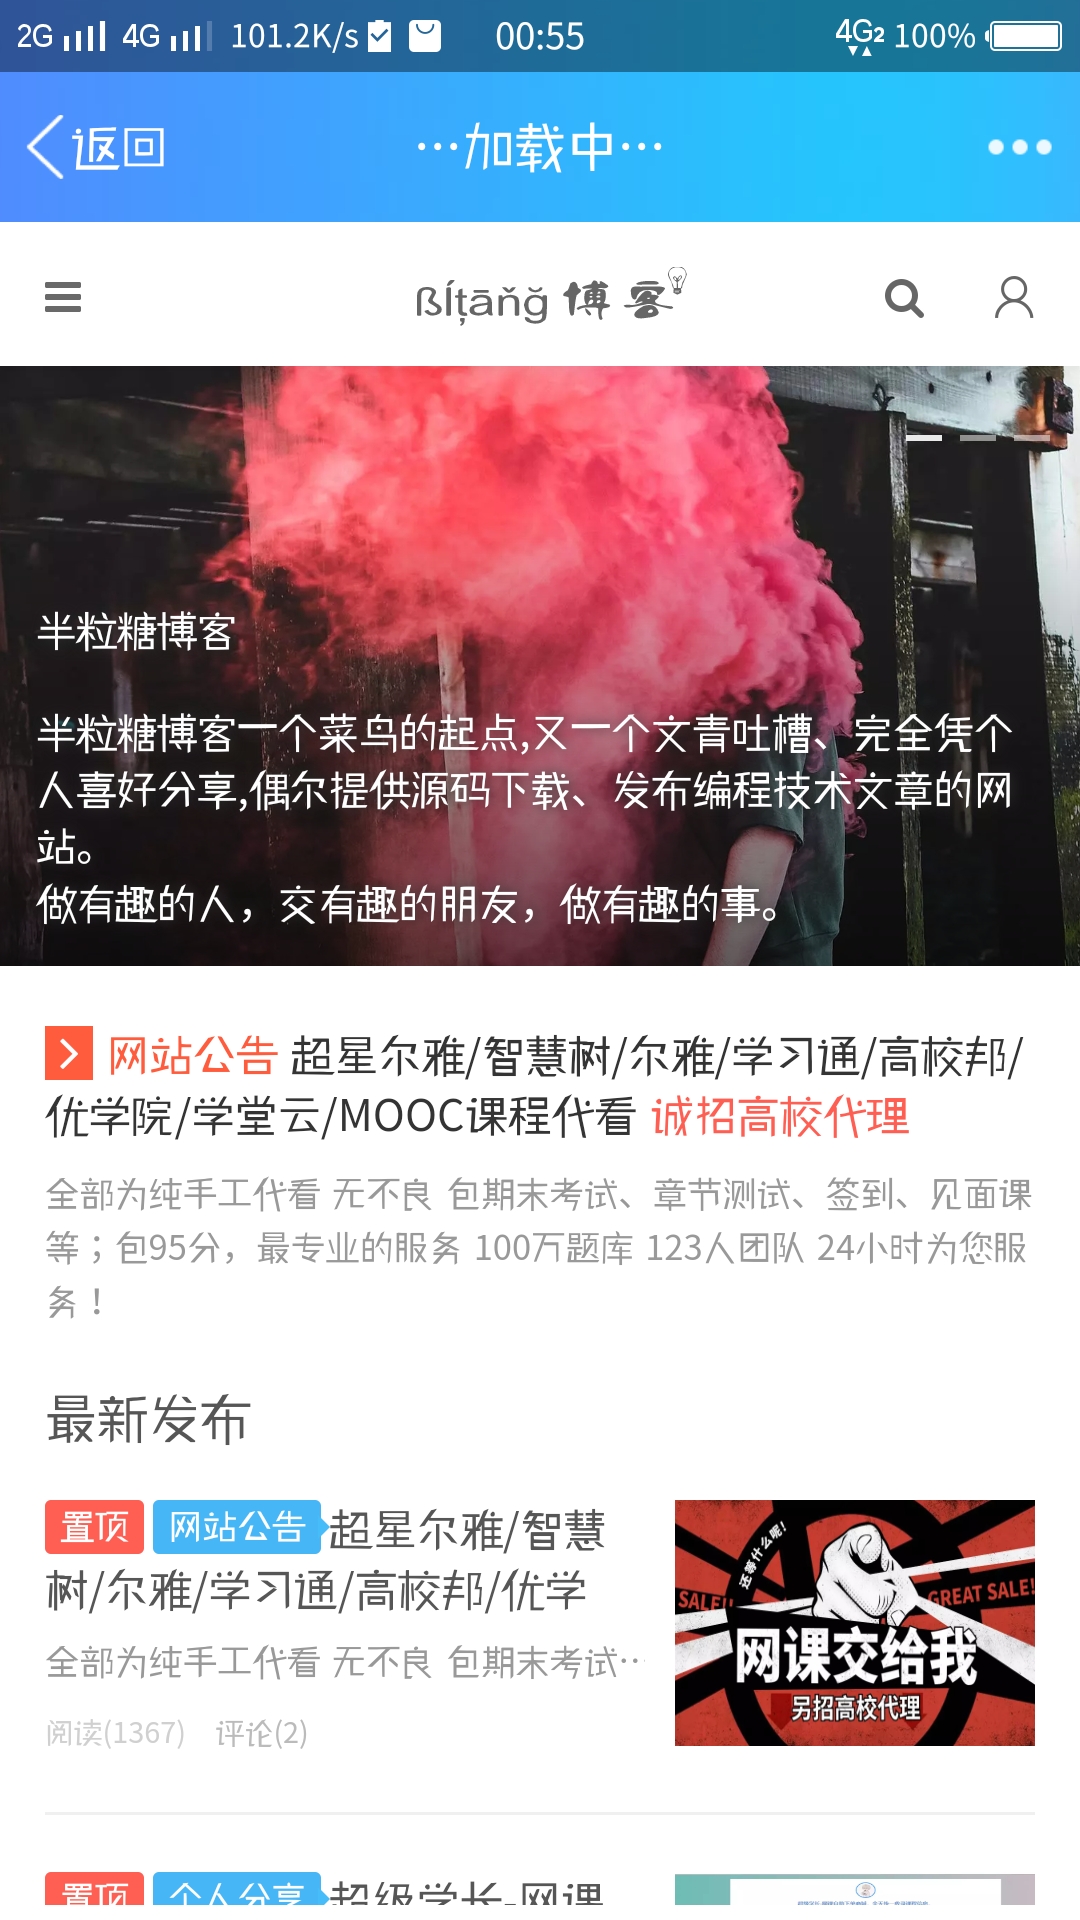 2G 4G 101.2K/s 00:55 4G2 100%
返回 …加载中…
ßĺţāňğ 博客
半粒糖博客
半粒糖博客一个菜鸟的起点,又一个文青吐槽、完全凭个
人喜好分享,偶尔提供源码下载、发布编程技术文章的网
站。
做有趣的人，交有趣的朋友，做有趣的事。
网站公告 超星尔雅/智慧树/尔雅/学习通/高校邦/
优学院/学堂云/MOOC课程代看 诚招高校代理
全部为纯手工代看 无不良 包期末考试、章节测试、签到、见面课
等；包95分，最专业的服务 100万题库 123人团队 24小时为您服
务！
最新发布
置顶 网站公告 超星尔雅/智慧
树/尔雅/学习通/高校邦/优学
全部为纯手工代看 无不良 包期末考试…
阅读(1367) 评论(2)
还等什么呢!
SALE!!
GREAT SALE!
网课交给我
另招高校代理
置顶 个人分享 超级学长-网课